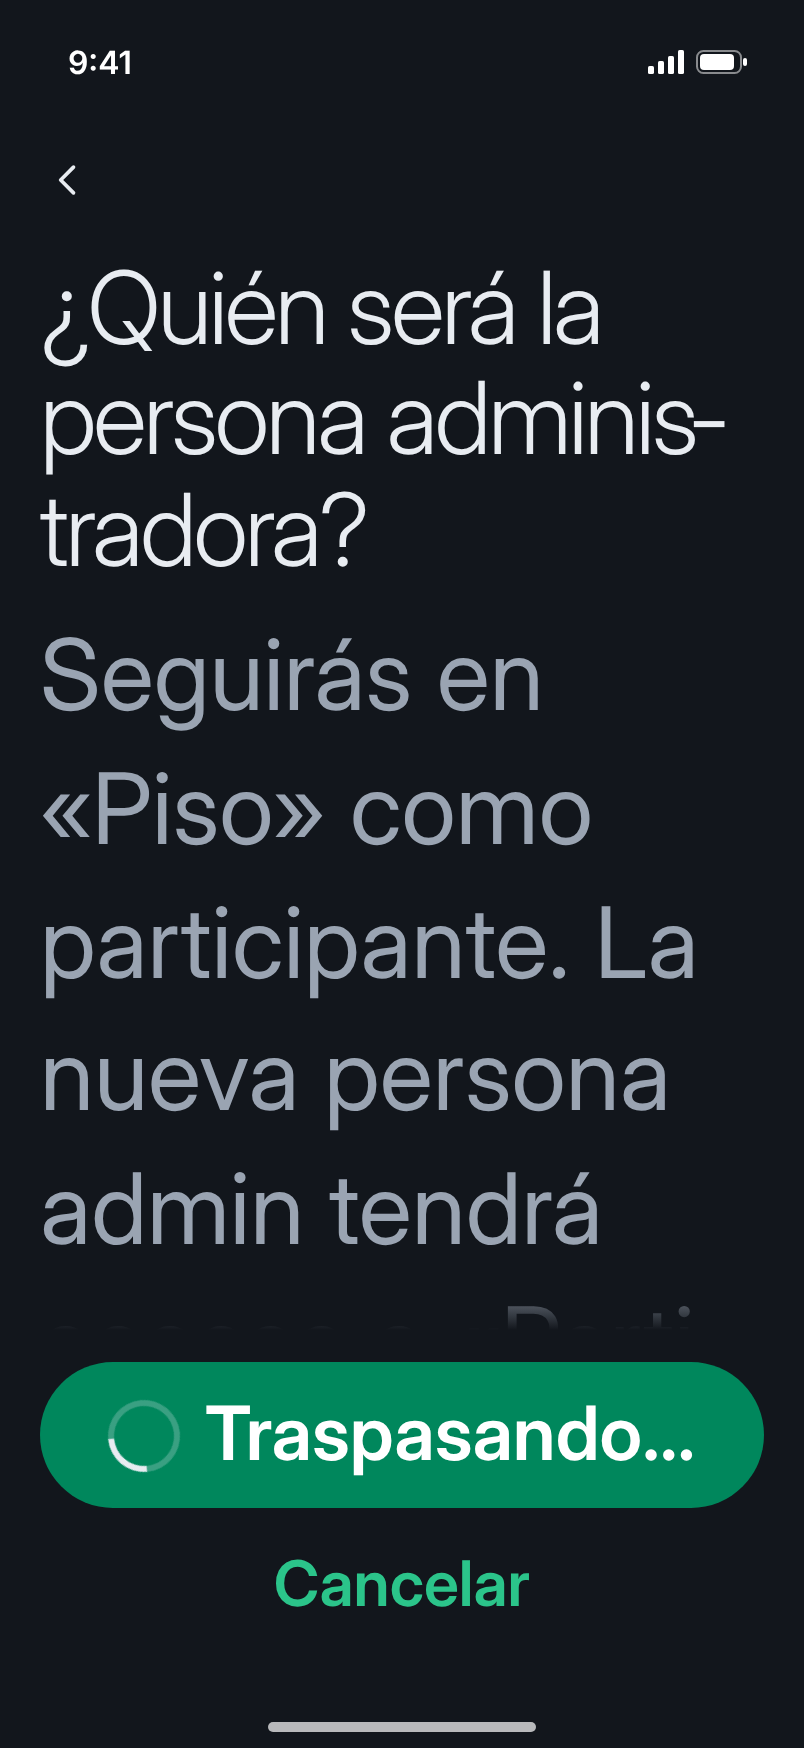 9:41
¿Quién será la
persona adminis-
tradora?
Seguirás en
«Piso» como
participante. La
nueva persona
admin tendrá
Traspasando...
Cancelar